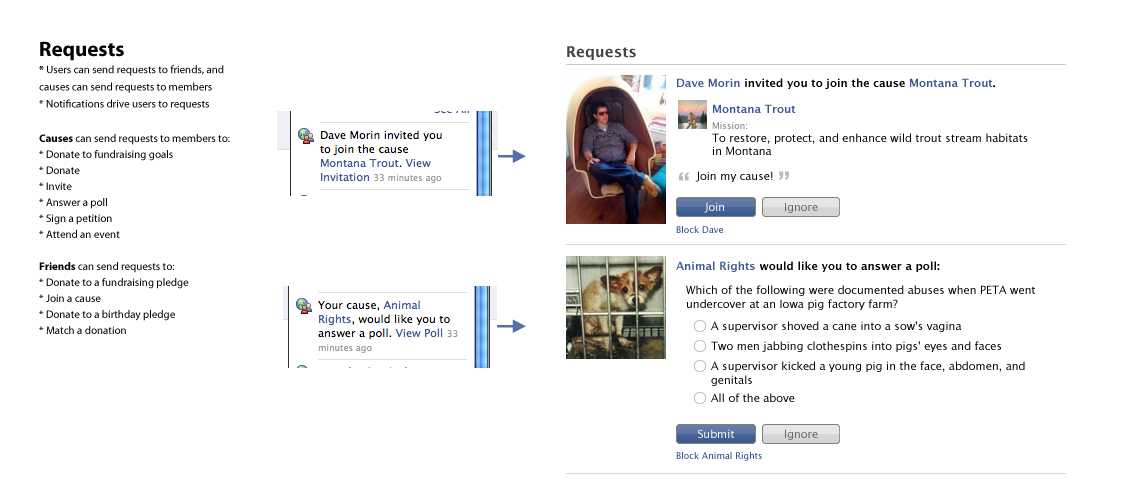 Requests
* Users can send requests to friends, and
causes can send requests to members
* Notifications drive users to requests
Causes can send requests to members to:
* Donate to fundraising goals
* Donate
* Invite
* Answer a poll
* Sign a petition
* Attend an event
Friends can send requests to:
* Donate to a fundraising pledge
* Join a cause
* Donate to a birthday pledge
* Match a donation
See All
Dave Morin invited you
to join the cause
Montana Trout. View
Invitation 33 minutes ago
Your cause, Animal
Rights, would like you to
answer a poll. View Poll 33
minutes ago
Requests
Dave Morin invited you to join the cause Montana Trout.
Montana Trout
Mission:
To restore, protect, and enhance wild trout stream habitats
in Montana
“ Join my cause! ”
Join Ignore
Block Dave
Animal Rights would like you to answer a poll:
Which of the following were documented abuses when PETA went
undercover at an Iowa pig factory farm?
A supervisor shoved a cane into a sow's vagina
Two men jabbing clothespins into pigs' eyes and faces
A supervisor kicked a young pig in the face, abdomen, and
genitals
All of the above
Submit Ignore
Block Animal Rights